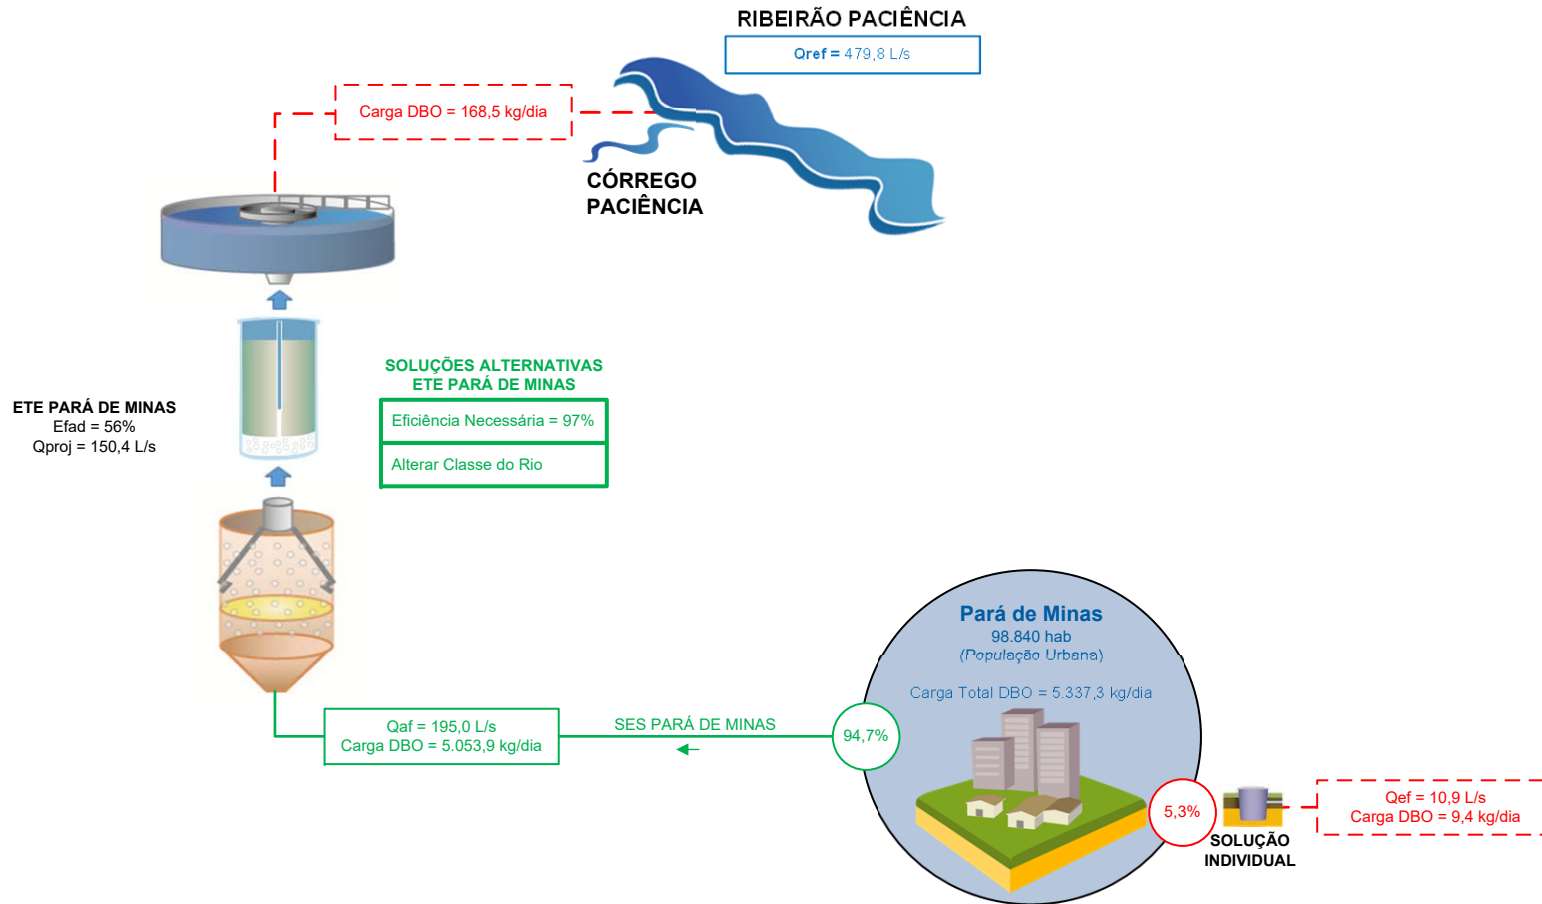 RIBEIRÃO PACIÊNCIA
Qref = 479,8 L/s
Carga DBO = 168,5 kg/dia
CÓRREGO
PACIÊNCIA
SOLUÇÕES ALTERNATIVAS
ETE PARÁ DE MINAS
Eficiência Necessária = 97%
Alterar Classe do Rio
ETE PARÁ DE MINAS
Efad = 56%
Qproj = 150,4 L/s
Pará de Minas
98.840 hab
(População Urbana)
Carga Total DBO = 5.337,3 kg/dia
Qaf = 195,0 L/s
Carga DBO = 5.053,9 kg/dia
SES PARÁ DE MINAS
94,7%
5,3%
SOLUÇÃO
INDIVIDUAL
Qef = 10,9 L/s
Carga DBO = 9,4 kg/dia